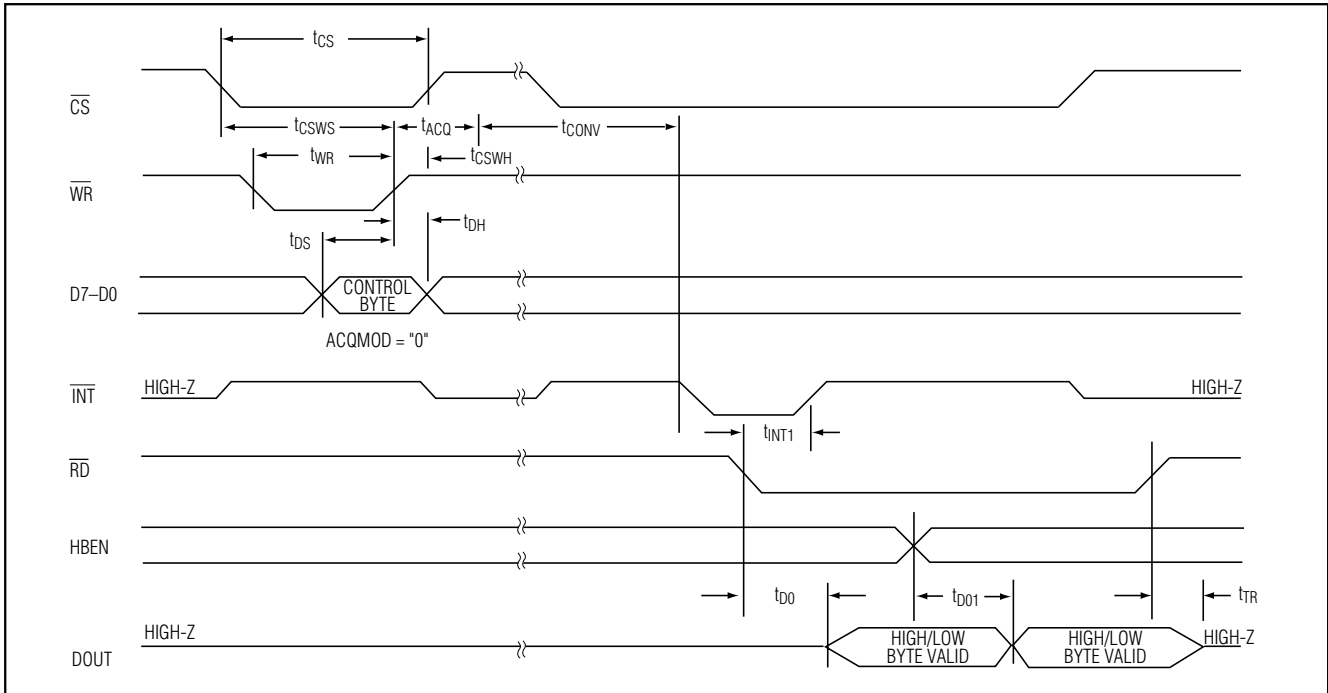 tCS
CS
tCSWS
tACQ
tCONV
tWR
tCSWH
WR
tDS
tDH
D7–D0
CONTROL
BYTE
ACQMOD = "0"
INT
HIGH-Z
HIGH-Z
tINT1
RD
HBEN
tD0
tD01
tTR
DOUT
HIGH-Z
HIGH/LOW
BYTE VALID
HIGH/LOW
BYTE VALID
HIGH-Z